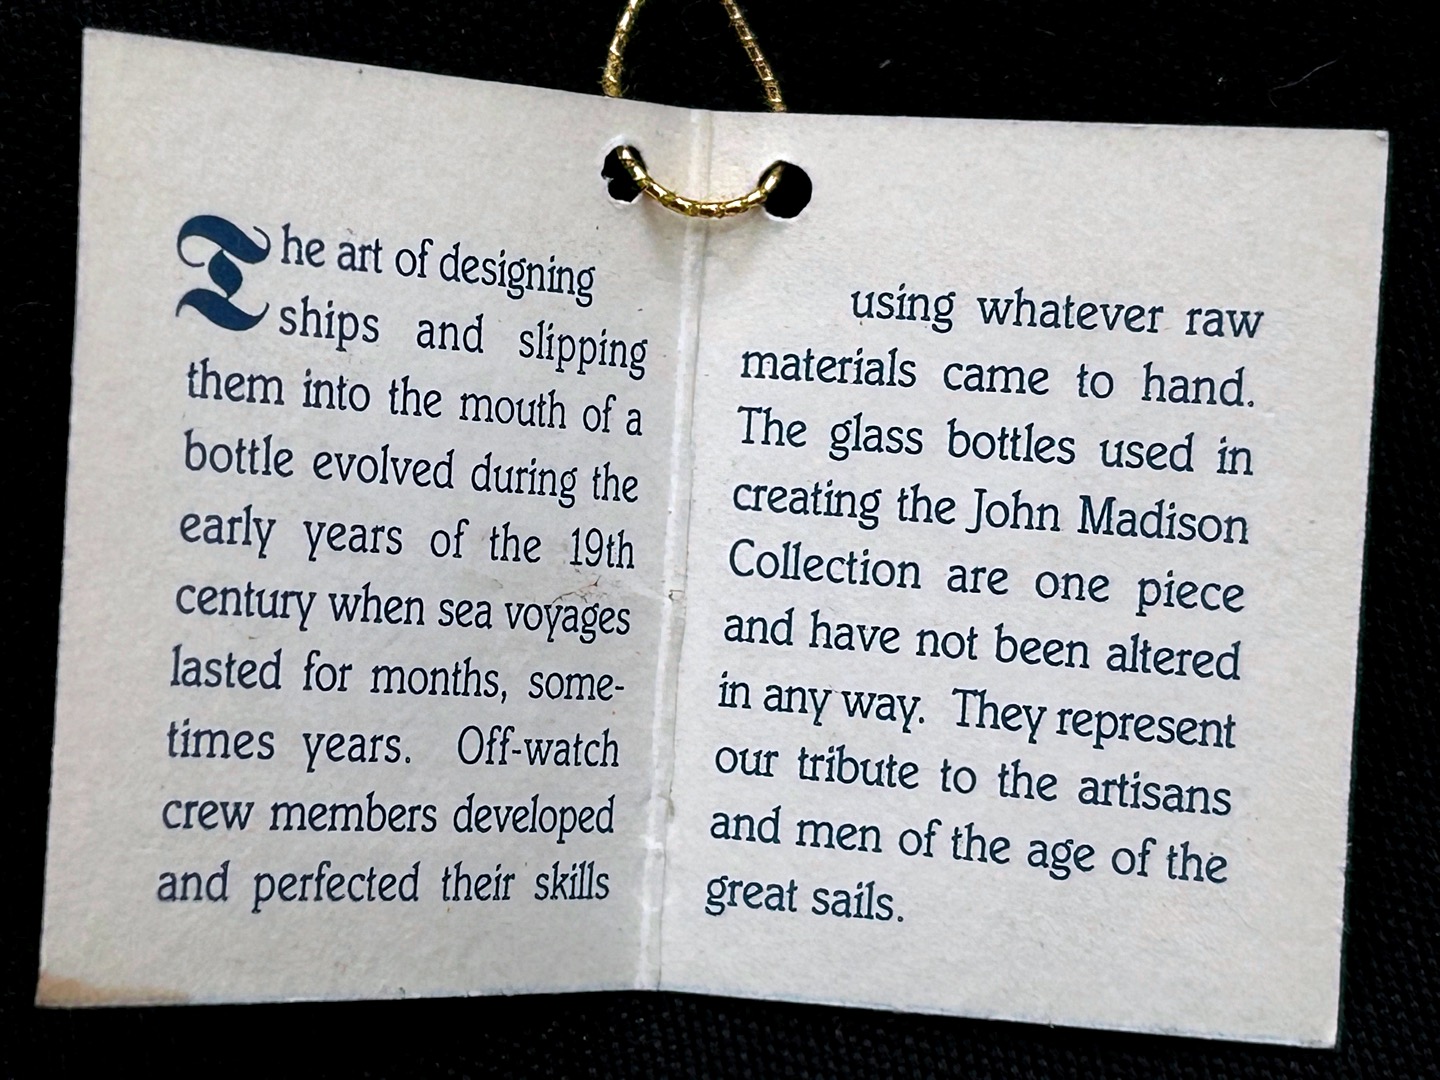 The art of designing
ships and slipping
them into the mouth of a
bottle evolved during the
early years of the 19th
century when sea voyages
lasted for months, some-
times years. Off-watch
crew members developed
and perfected their skills
using whatever raw
materials came to hand.
The glass bottles used in
creating the John Madison
Collection are one piece
and have not been altered
in any way. They represent
our tribute to the artisans
and men of the age of the
great sails.